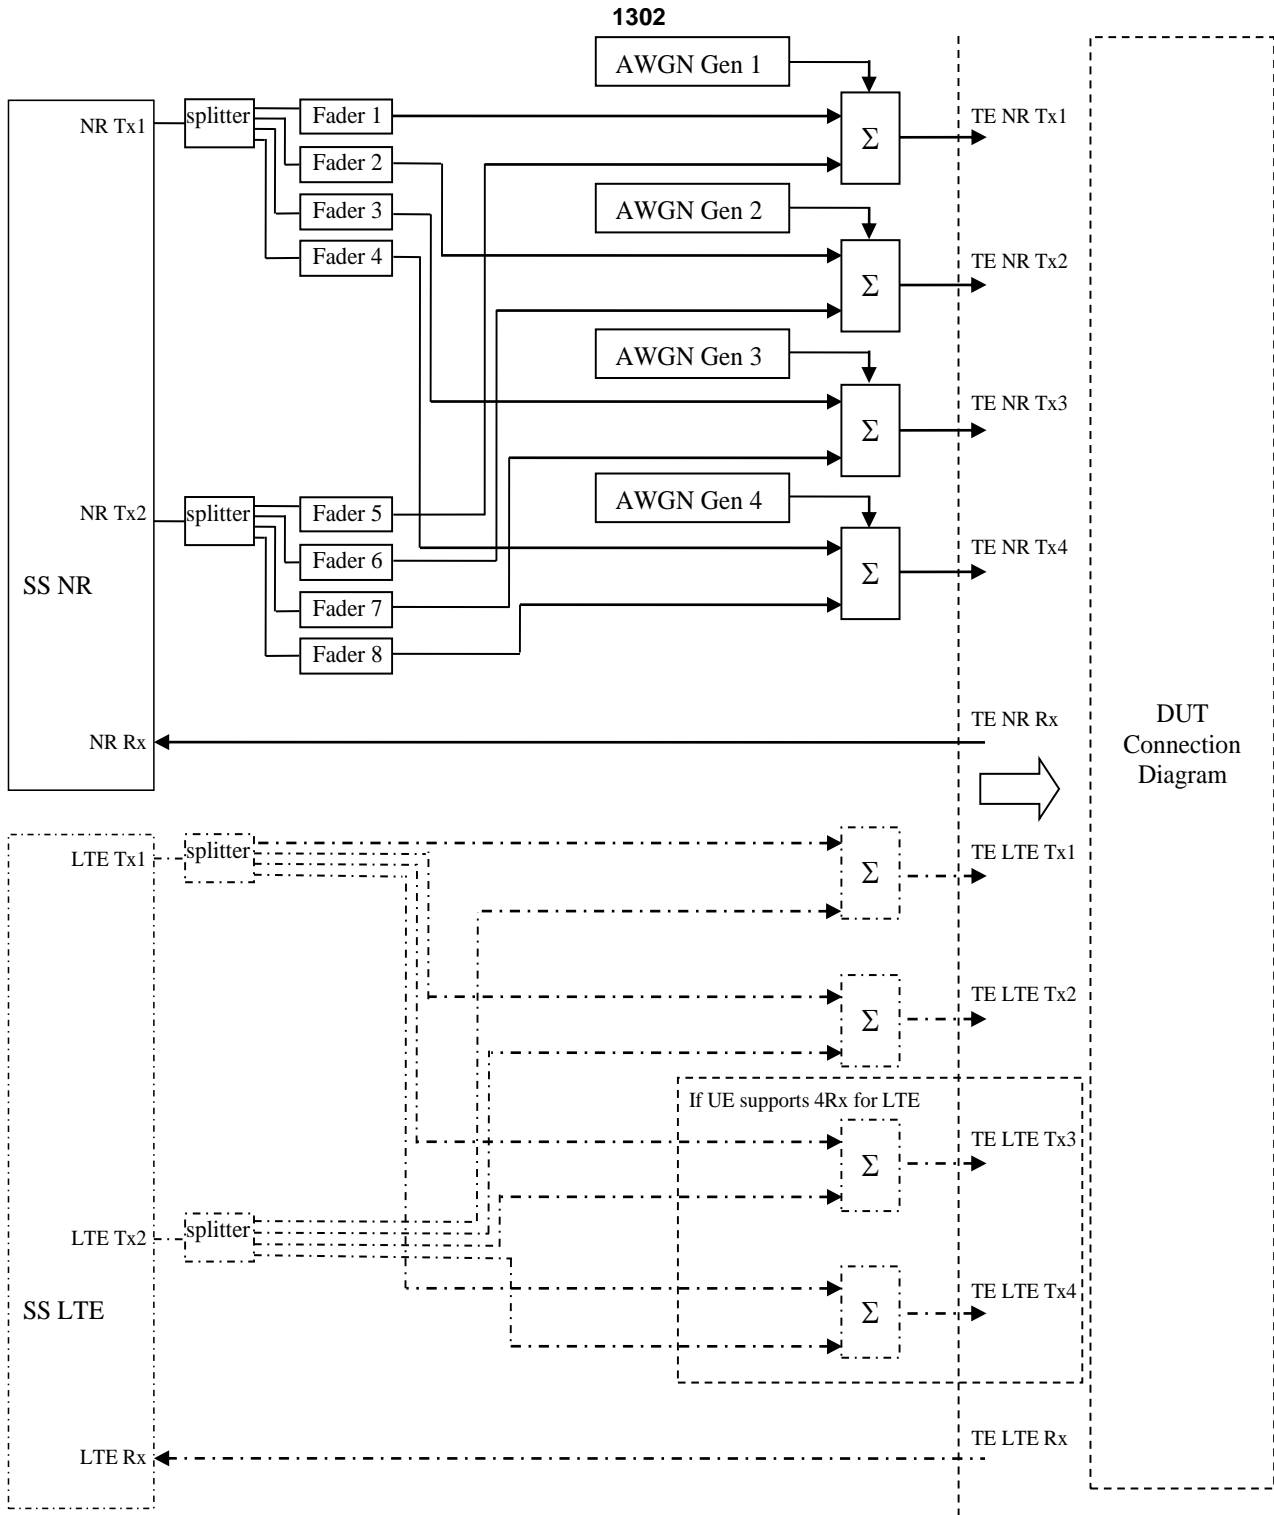 1302
AWGN Gen 1
NR Tx1
splitter
Fader 1
Σ
TE NR Tx1
Fader 2
Fader 3
AWGN Gen 2
Fader 4
Σ
TE NR Tx2
AWGN Gen 3
Σ
TE NR Tx3
AWGN Gen 4
NR Tx2
splitter
Fader 5
Fader 6
Σ
TE NR Tx4
SS NR
Fader 7
Fader 8
NR Rx
TE NR Rx
DUT
Connection
Diagram
LTE Tx1
splitter
Σ
TE LTE Tx1
Σ
TE LTE Tx2
If UE supports 4Rx for LTE
Σ
TE LTE Tx3
LTE Tx2
splitter
SS LTE
Σ
TE LTE Tx4
LTE Rx
TE LTE Rx